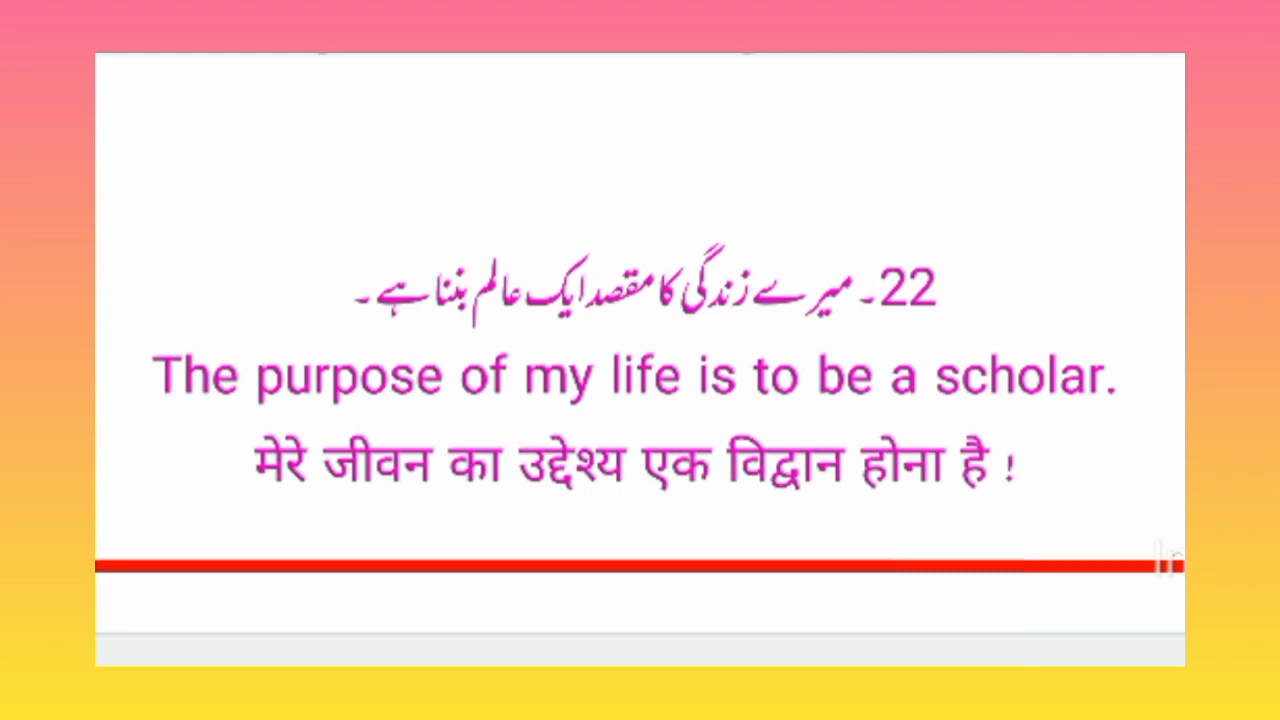 22۔ میرے زندگی کا مقصد ایک عالم بننا ہے۔
The purpose of my life is to be a scholar.
मेरे जीवन का उद्देश्य एक विद्वान होना है !